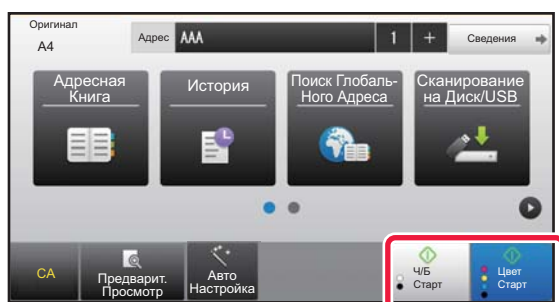 Оригинал
A4
Адрес AAA 1 + Сведения
Адресная
Книга
История
Поиск Глобаль-
Ного Адреса
Сканирование
на Диск/USB
CA
Предварит.
Просмотр
Авто
Настройка
Ч/Б
Старт
Цвет
Старт